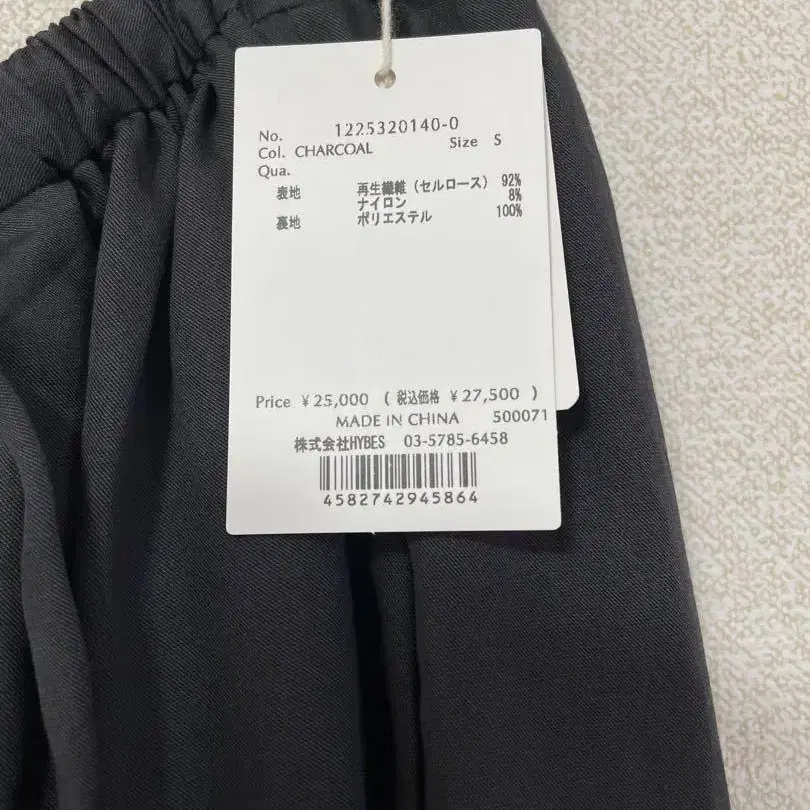 No. 1225320140-0
Col. CHARCOAL Size S
Qua.
表地 再生繊維（セルロース） 92%
ナイロン 8%
裏地 ポリエステル 100%
Price ¥25,000 ( 税込価格 ¥27,500 )
MADE IN CHINA 500071
株式会社HYBES 03-5785-6458
4582742945864